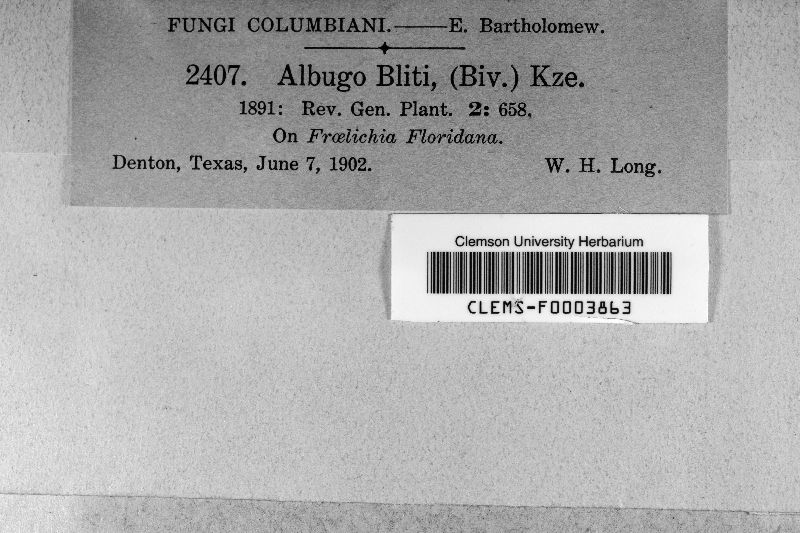 FUNGI COLUMBIANI.——E. Bartholomew.
2407. Albugo Bliti, (Biv.) Kze.
1891: Rev. Gen. Plant. 2: 658.
On Frœlichia Floridana.
Denton, Texas, June 7, 1902. W. H. Long.
Clemson University Herbarium
CLEMS-F0003863